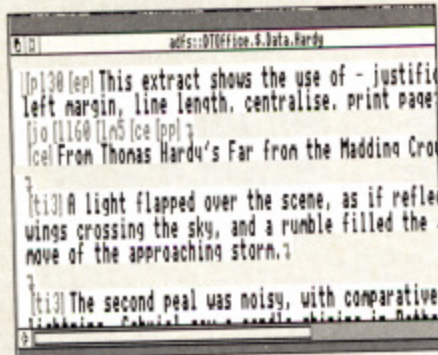 adfs::DTOffice.$.Data.Hardy
[pl30[ep] This extract shows the use of - justific
left margin, line length, centralise, print page
[jo[ll60[lm5[ce[pp]
[ce] From Thomas Hardy's Far from the Madding Crow
[ti3] A light flapped over the scene, as if reflec
wings crossing the sky, and a rumble filled the a
move of the approaching storm.
[ti3] The second peal was noisy, with comparative